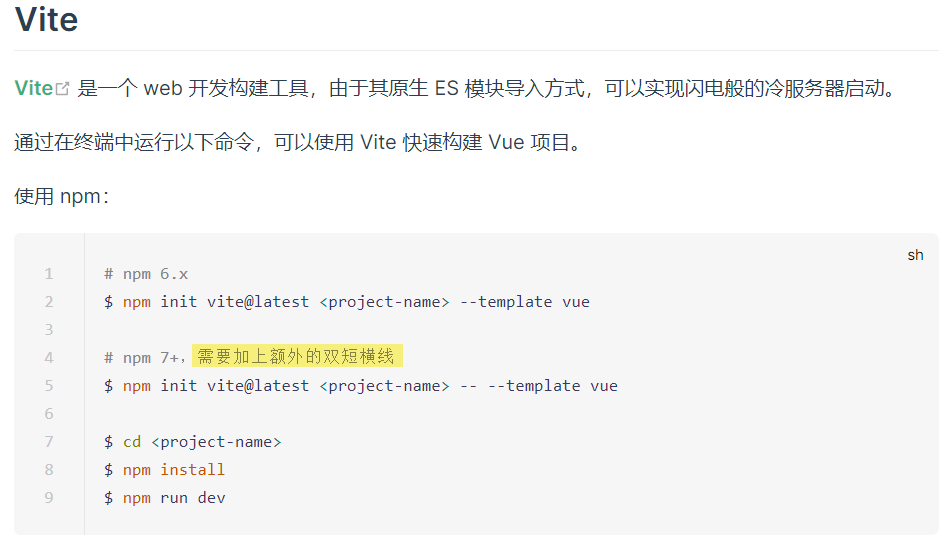 Vite
Vite 是一个 web 开发构建工具，由于其原生 ES 模块导入方式，可以实现闪电般的冷服务器启动。
通过在终端中运行以下命令，可以使用 Vite 快速构建 Vue 项目。
使用 npm：
sh
1 # npm 6.x
2 $ npm init vite@latest <project-name> --template vue
3
4 # npm 7+，需要加上额外的双短横线
5 $ npm init vite@latest <project-name> -- --template vue
6
7 $ cd <project-name>
8 $ npm install
9 $ npm run dev